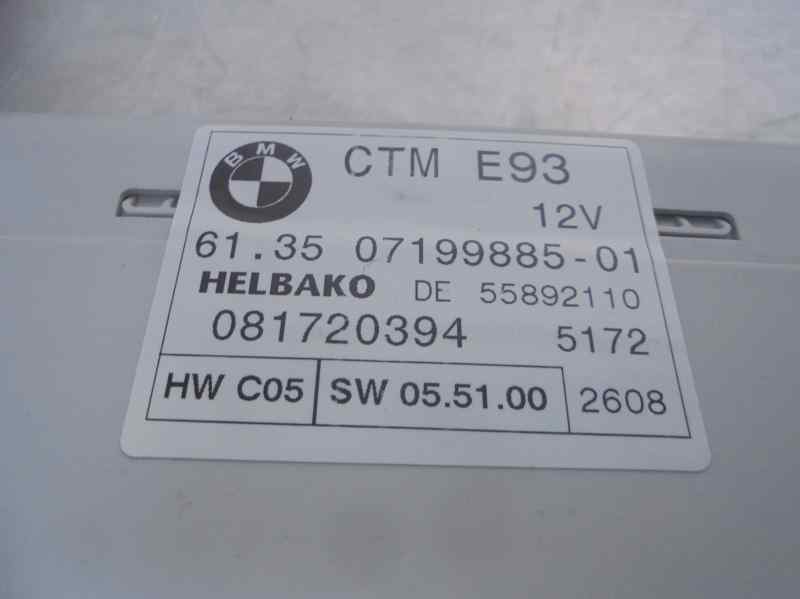 BMW CTM E93
12V
61.35 07199885-01
HELBAKO DE 55892110
081720394 5172
HW C05 SW 05.51.00 2608